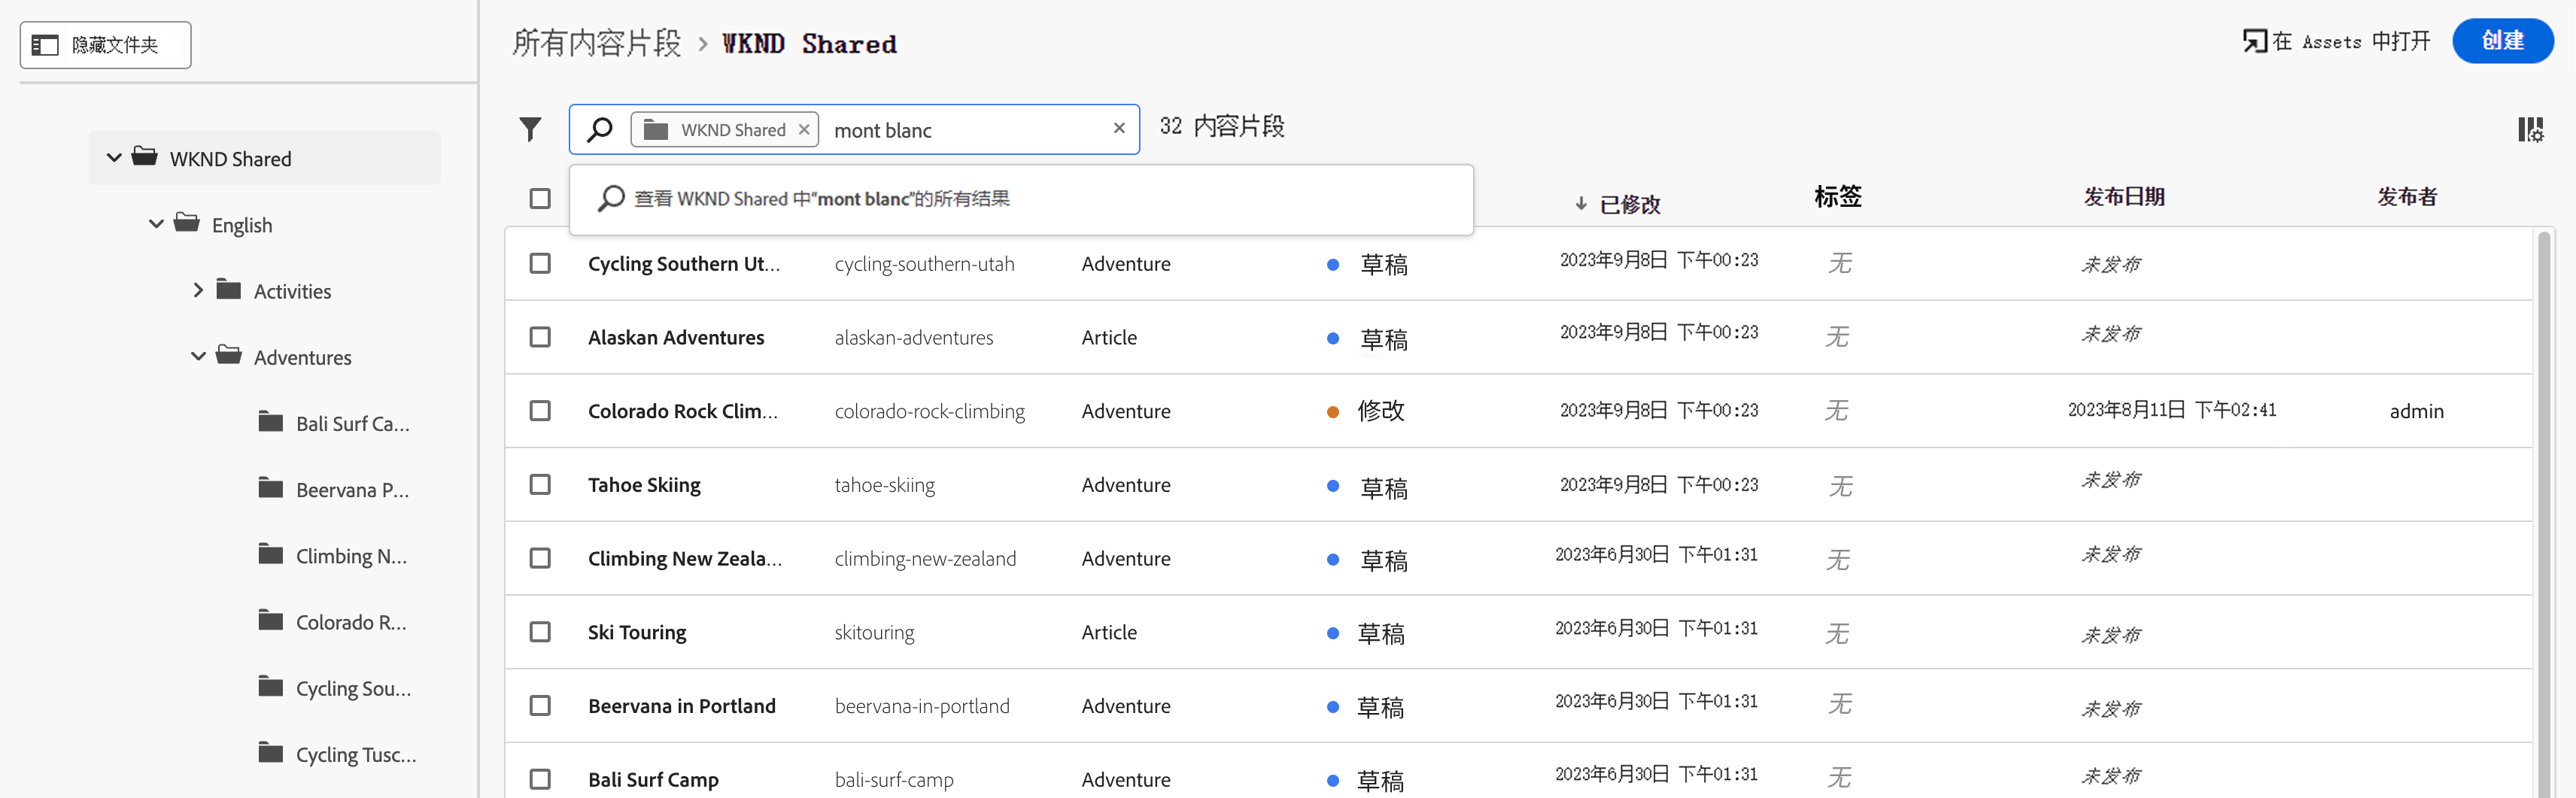 隐藏文件夹
WKND Shared
English
Activities
Adventures
Bali Surf Ca...
Beervana P...
Climbing N...
Colorado R...
Cycling Sou...
Cycling Tusc...
所有内容片段 > WKND Shared
在 Assets 中打开
创建
WKND Shared × mont blanc ×
32 内容片段
查看 WKND Shared 中"mont blanc"的所有结果
↓ 已修改 标签 发布日期 发布者
Cycling Southern Ut... cycling-southern-utah Adventure 草稿 2023年9月8日 下午00:23 无 未发布
Alaskan Adventures alaskan-adventures Article 草稿 2023年9月8日 下午00:23 无 未发布
Colorado Rock Clim... colorado-rock-climbing Adventure 修改 2023年9月8日 下午00:23 无 2023年8月11日 下午02:41 admin
Tahoe Skiing tahoe-skiing Adventure 草稿 2023年9月8日 下午00:23 无 未发布
Climbing New Zeala... climbing-new-zealand Adventure 草稿 2023年6月30日 下午01:31 无 未发布
Ski Touring skitouring Article 草稿 2023年6月30日 下午01:31 无 未发布
Beervana in Portland beervana-in-portland Adventure 草稿 2023年6月30日 下午01:31 无 未发布
Bali Surf Camp bali-surf-camp Adventure 草稿 2023年6月30日 下午01:31 无 未发布